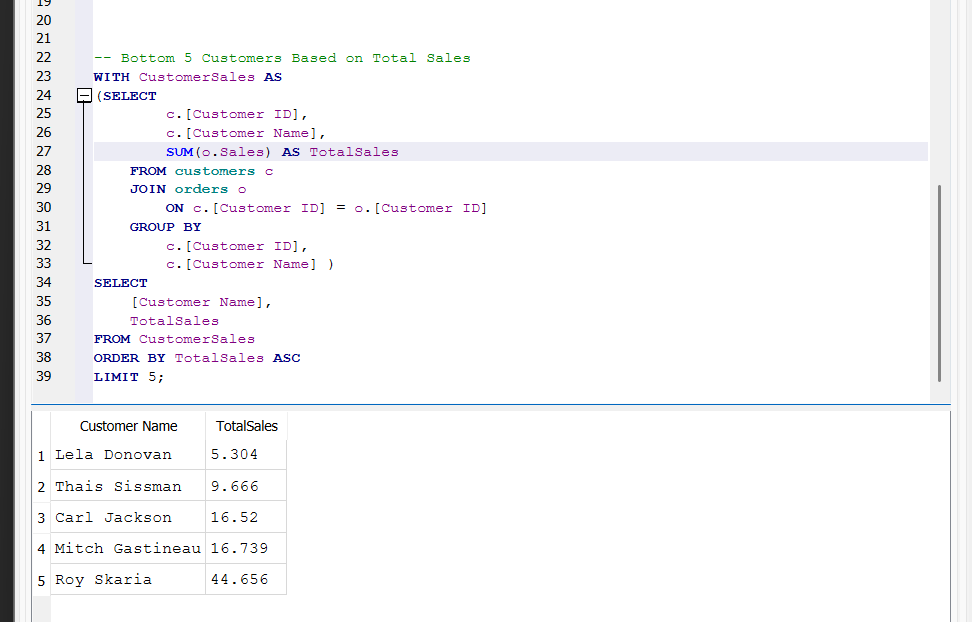 19
20
21
22 -- Bottom 5 Customers Based on Total Sales
23 WITH CustomerSales AS
24 (SELECT
25 c.[Customer ID],
26 c.[Customer Name],
27 SUM(o.Sales) AS TotalSales
28 FROM customers c
29 JOIN orders o
30 ON c.[Customer ID] = o.[Customer ID]
31 GROUP BY
32 c.[Customer ID],
33 c.[Customer Name] )
34 SELECT
35 [Customer Name],
36 TotalSales
37 FROM CustomerSales
38 ORDER BY TotalSales ASC
39 LIMIT 5;
Customer Name TotalSales
1 Lela Donovan 5.304
2 Thais Sissman 9.666
3 Carl Jackson 16.52
4 Mitch Gastineau 16.739
5 Roy Skaria 44.656